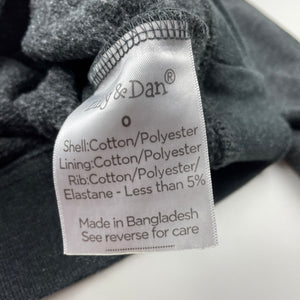 & Dan®
0
Shell:Cotton/Polyester
Lining:Cotton/Polyester
Rib:Cotton/Polyester/
Elastane - Less than 5%
Made in Bangladesh
See reverse for care